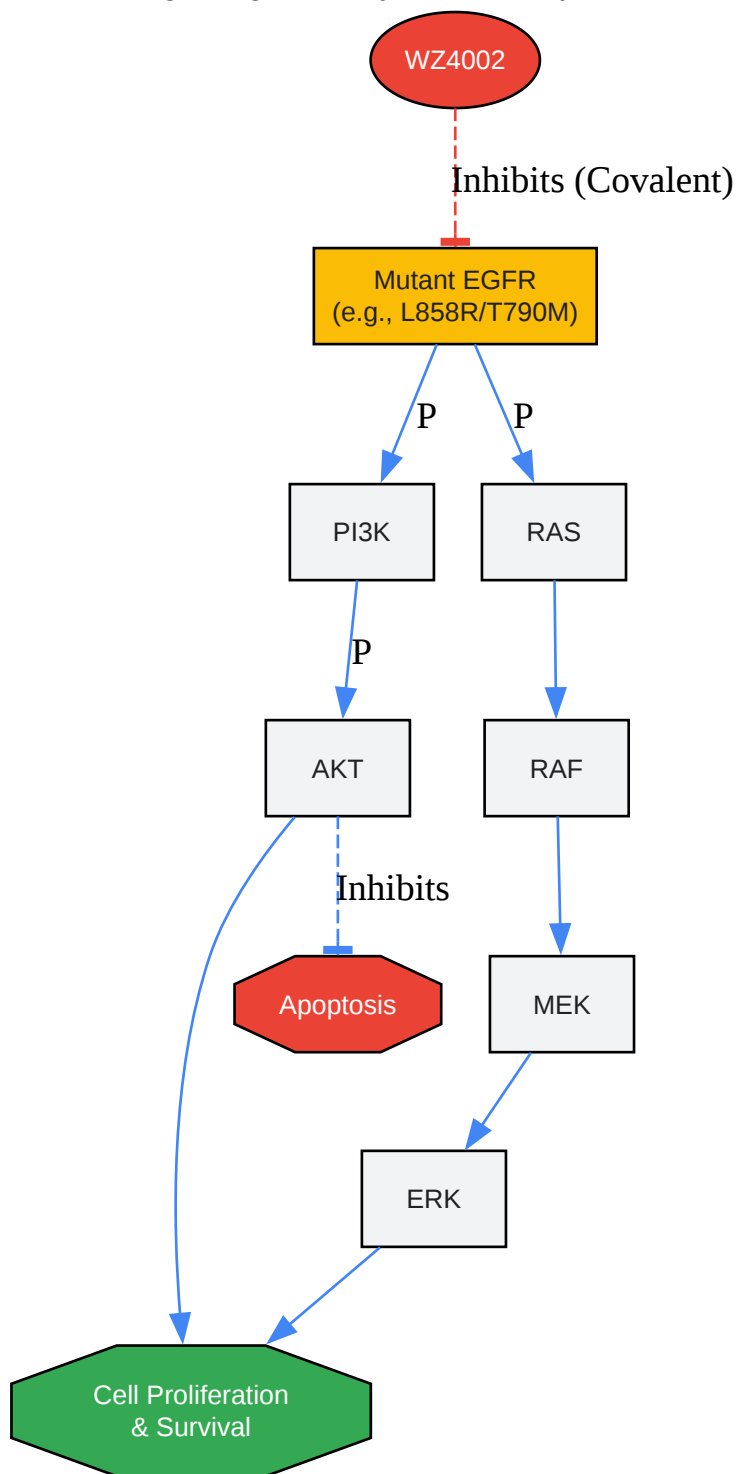 WZ4002
Inhibits (Covalent)
Mutant EGFR
(e.g., L858R/T790M)
P
P
PI3K
RAS
P
AKT
RAF
Inhibits
Apoptosis
MEK
ERK
Cell Proliferation
& Survival